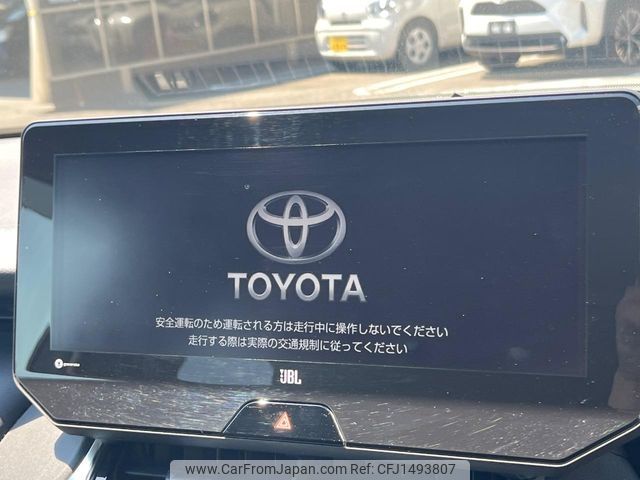 TOYOTA
安全運転のため運転される方は走行中に操作しないでください
走行する際は実際の交通規制に従ってください
JBL
www.CarFromJapan.com Ref No: CFJ1493807